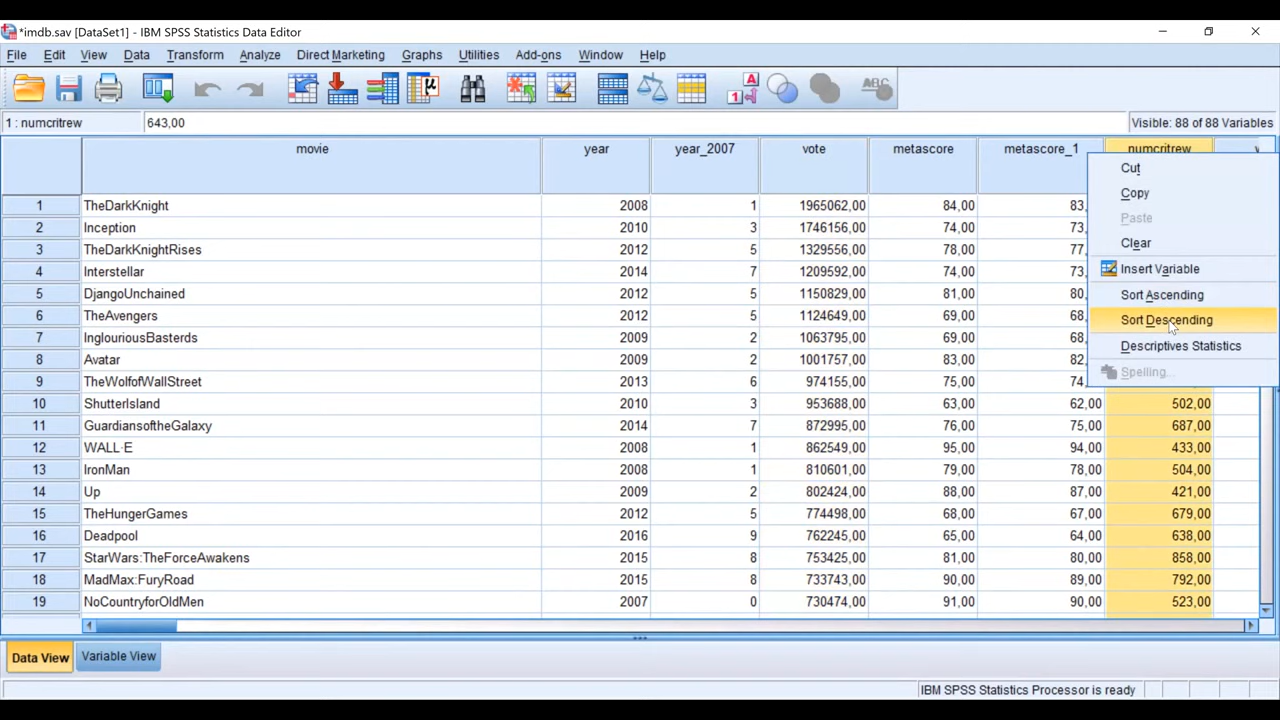 *imdb.sav [DataSet1] - IBM SPSS Statistics Data Editor
File Edit View Data Transform Analyze Direct Marketing Graphs Utilities Add-ons Window Help
1 : numcritrew 643,00 Visible: 88 of 88 Variables
movie year year_2007 vote metascore metascore_1 numcritrew
1 TheDarkKnight 2008 1 1965062,00 84,00 83,
2 Inception 2010 3 1746156,00 74,00 73,
3 TheDarkKnightRises 2012 5 1329556,00 78,00 77,
4 Interstellar 2014 7 1209592,00 74,00 73,
5 DjangoUnchained 2012 5 1150829,00 81,00 80,
6 TheAvengers 2012 5 1124649,00 69,00 68,
7 InglouriousBasterds 2009 2 1063795,00 69,00 68,
8 Avatar 2009 2 1001757,00 83,00 82,
9 TheWolfofWallStreet 2013 6 974155,00 75,00 74,
10 ShutterIsland 2010 3 953688,00 63,00 62,00 502,00
11 GuardiansoftheGalaxy 2014 7 872995,00 76,00 75,00 687,00
12 WALL·E 2008 1 862549,00 95,00 94,00 433,00
13 IronMan 2008 1 810601,00 79,00 78,00 504,00
14 Up 2009 2 802424,00 88,00 87,00 421,00
15 TheHungerGames 2012 5 774498,00 68,00 67,00 679,00
16 Deadpool 2016 9 762245,00 65,00 64,00 638,00
17 StarWars:TheForceAwakens 2015 8 753425,00 81,00 80,00 858,00
18 MadMax:FuryRoad 2015 8 733743,00 90,00 89,00 792,00
19 NoCountryforOldMen 2007 0 730474,00 91,00 90,00 523,00
Cut
Copy
Paste
Clear
Insert Variable
Sort Ascending
Sort Descending
Descriptives Statistics
Spelling...
Data View Variable View
IBM SPSS Statistics Processor is ready